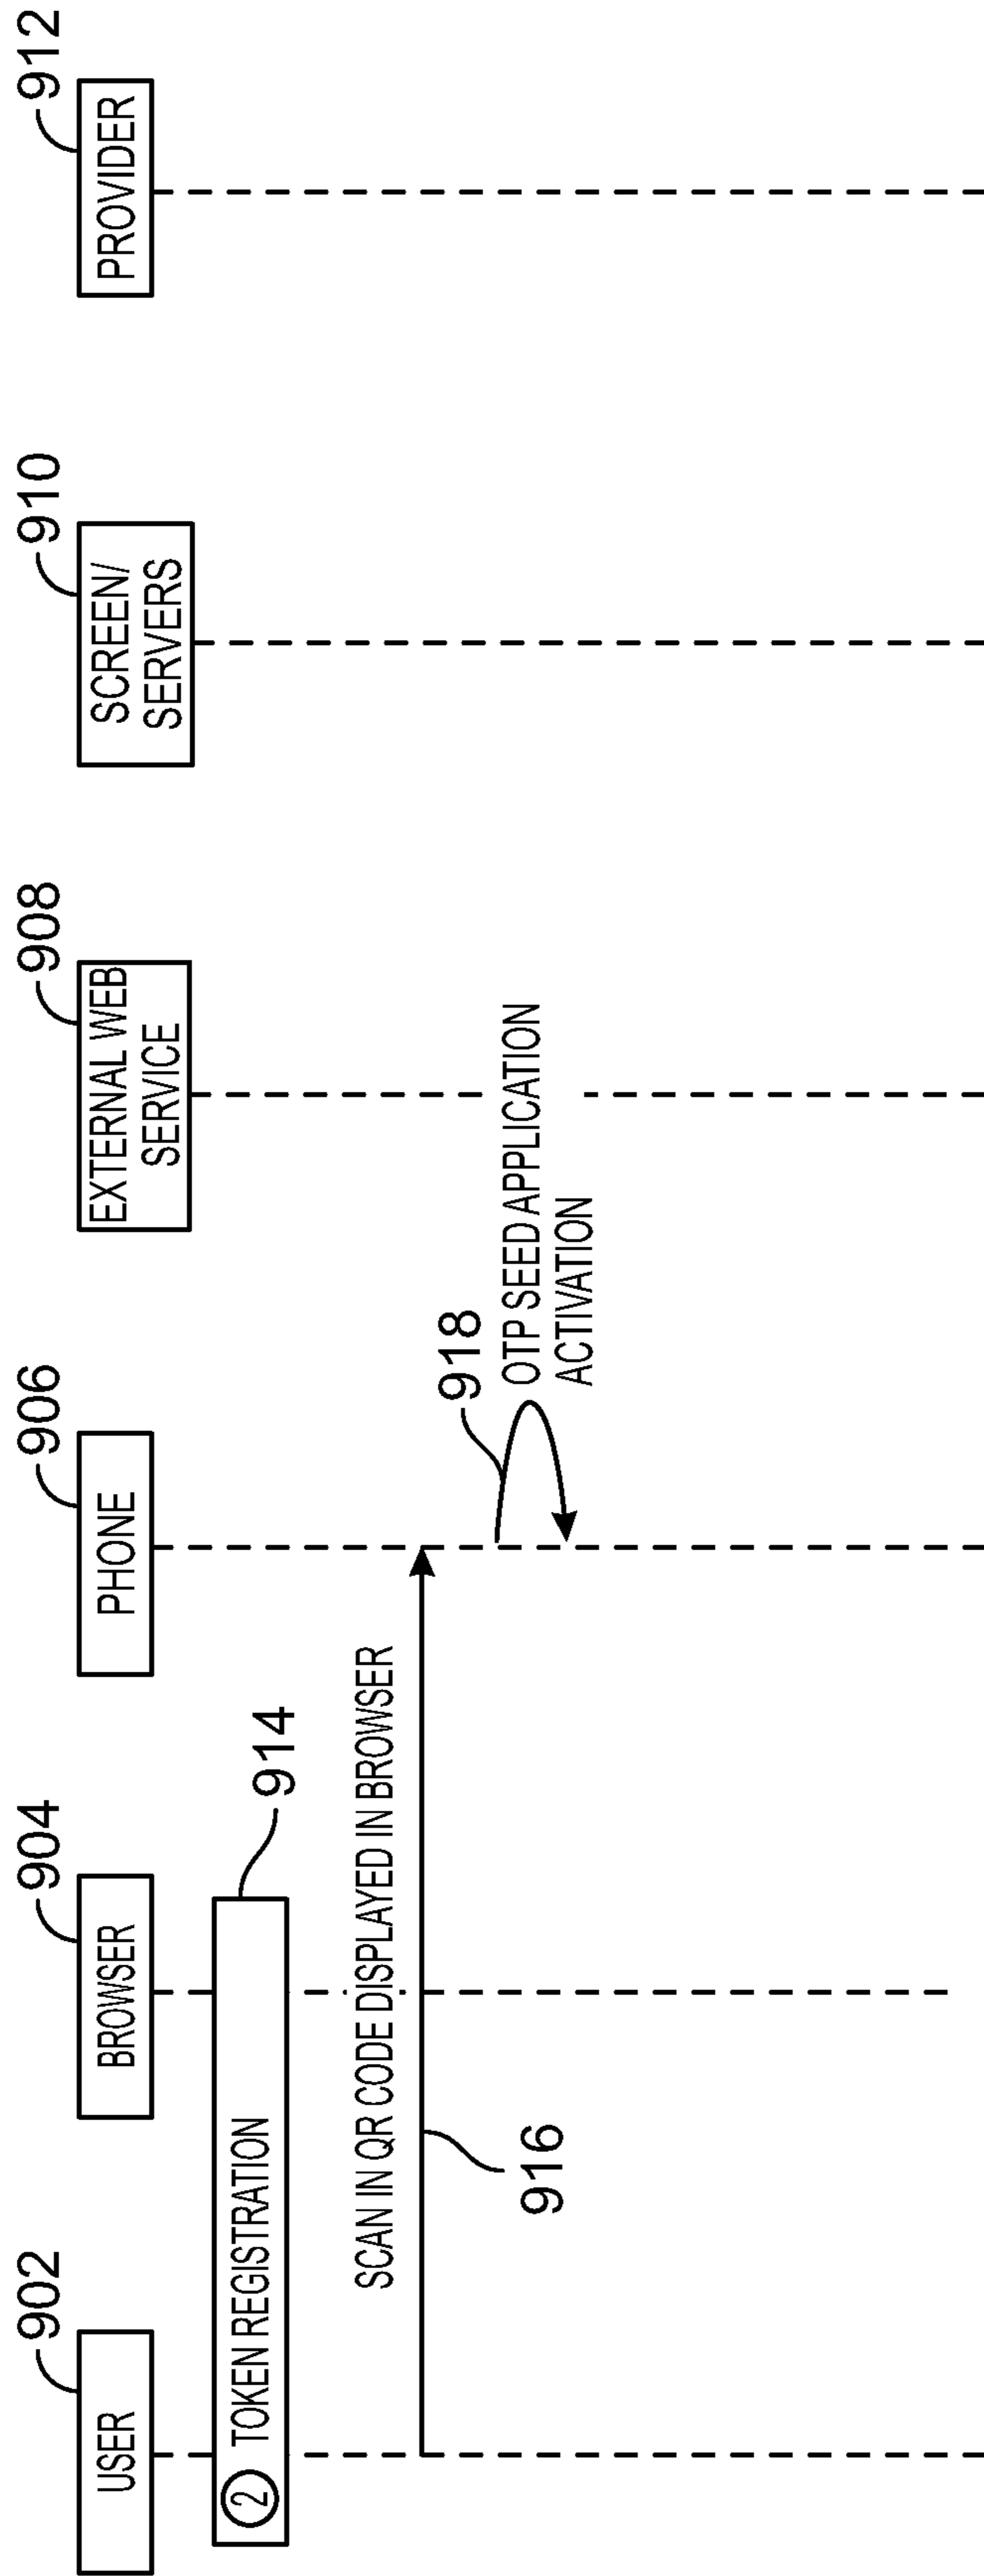 902
904
906
908
910
912
USER
BROWSER
PHONE
EXTERNAL WEB
SERVICE
SCREEN/
SERVERS
PROVIDER
2 TOKEN REGISTRATION
914
SCAN IN QR CODE DISPLAYED IN BROWSER
916
918
OTP SEED APPLICATION
ACTIVATION